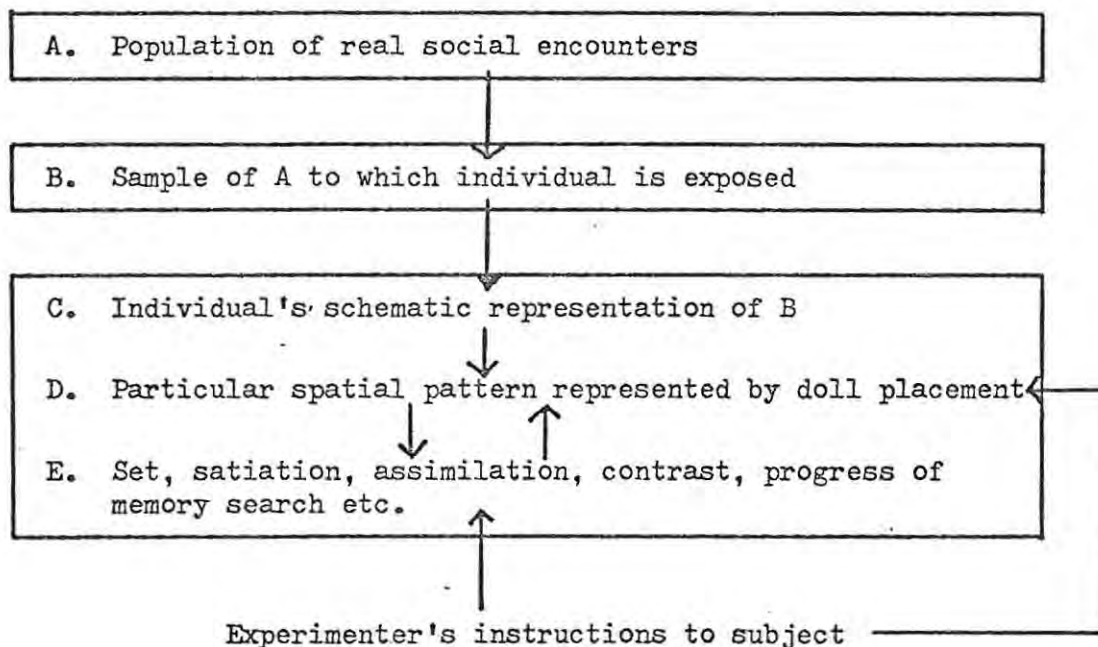 A. Population of real social encounters
B. Sample of A to which individual is exposed
C. Individual's schematic representation of B
D. Particular spatial pattern represented by doll placement
E. Set, satiation, assimilation, contrast, progress of
memory search etc.
Experimenter's instructions to subject